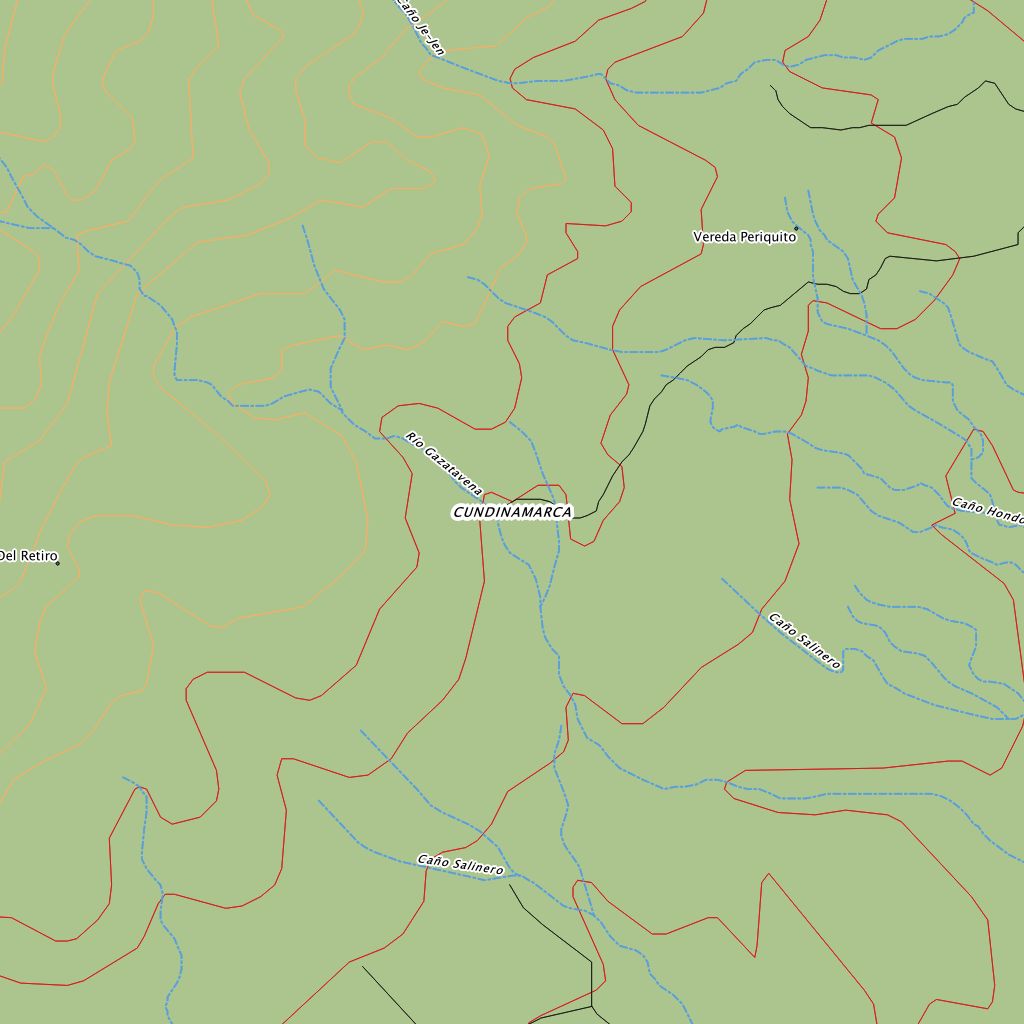 Caño Je-Jen
Vereda Periquito
Río Gazatavena
CUNDINAMARCA
Caño Hondo
Del Retiro
Caño Salinero
Caño Salinero